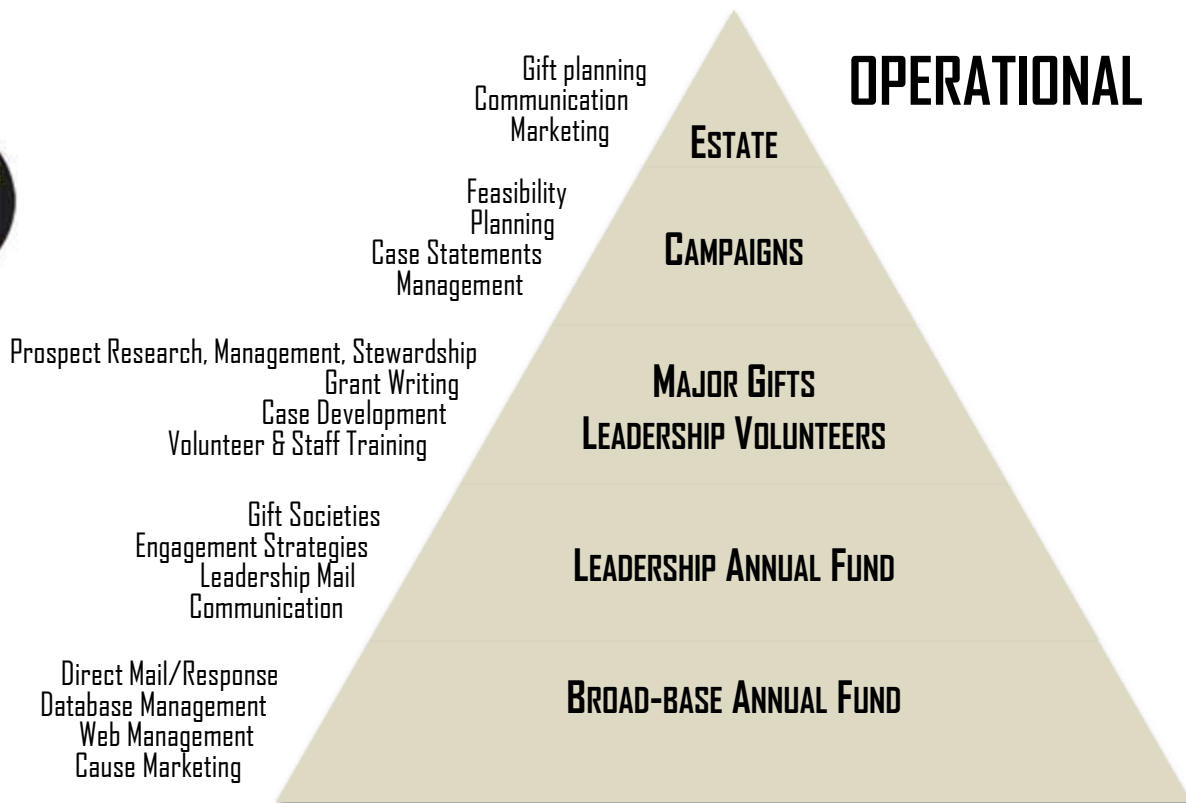 OPERATIONAL
Gift planning
Communication
Marketing
ESTATE
Feasibility
Planning
Case Statements
Management
CAMPAIGNS
Prospect Research, Management, Stewardship
Grant Writing
Case Development
Volunteer & Staff Training
MAJOR GIFTS
LEADERSHIP VOLUNTEERS
Gift Societies
Engagement Strategies
Leadership Mail
Communication
LEADERSHIP ANNUAL FUND
Direct Mail/Response
Database Management
Web Management
Cause Marketing
BROAD-BASE ANNUAL FUND